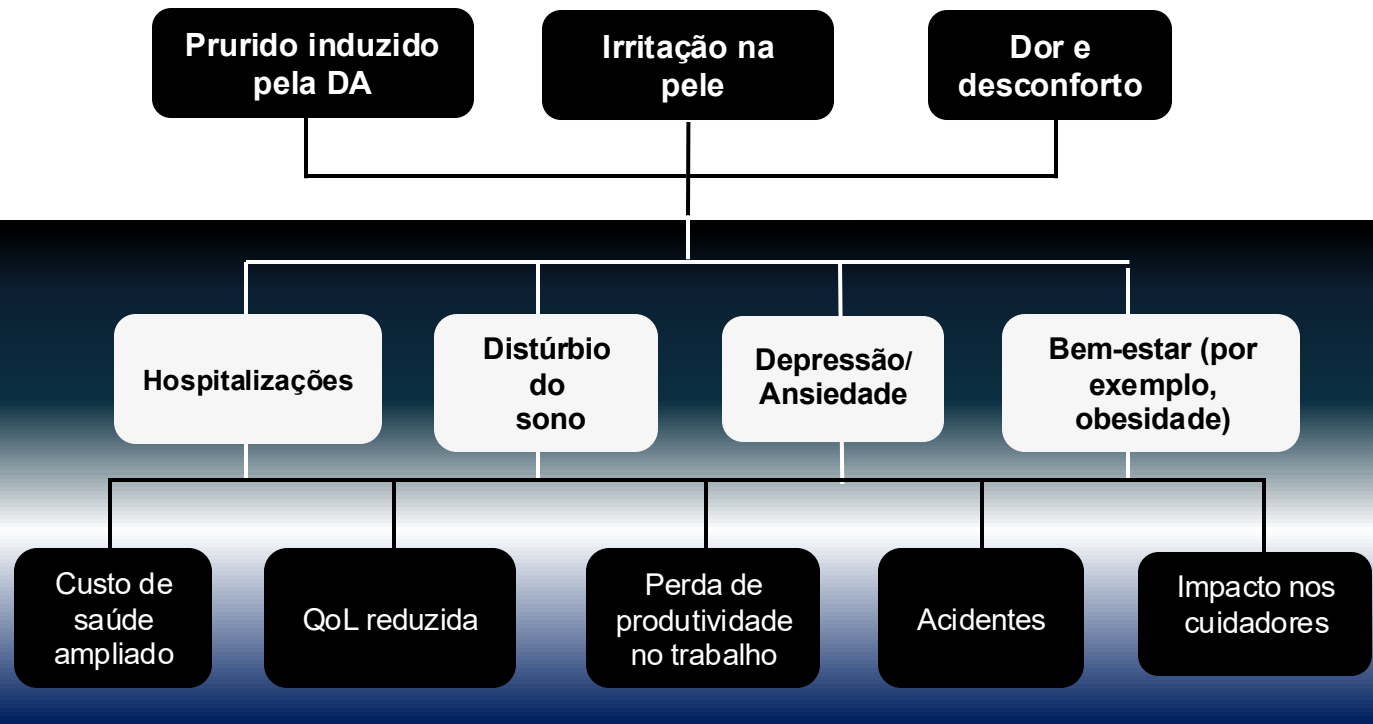 Prurido induzido
pela DA
Irritação na
pele
Dor e
desconforto
Hospitalizações
Distúrbio
do
sono
Depressão/
Ansiedade
Bem-estar (por
exemplo,
obesidade)
Custo de
saúde
ampliado
QoL reduzida
Perda de
produtividade
no trabalho
Acidentes
Impacto nos
cuidadores